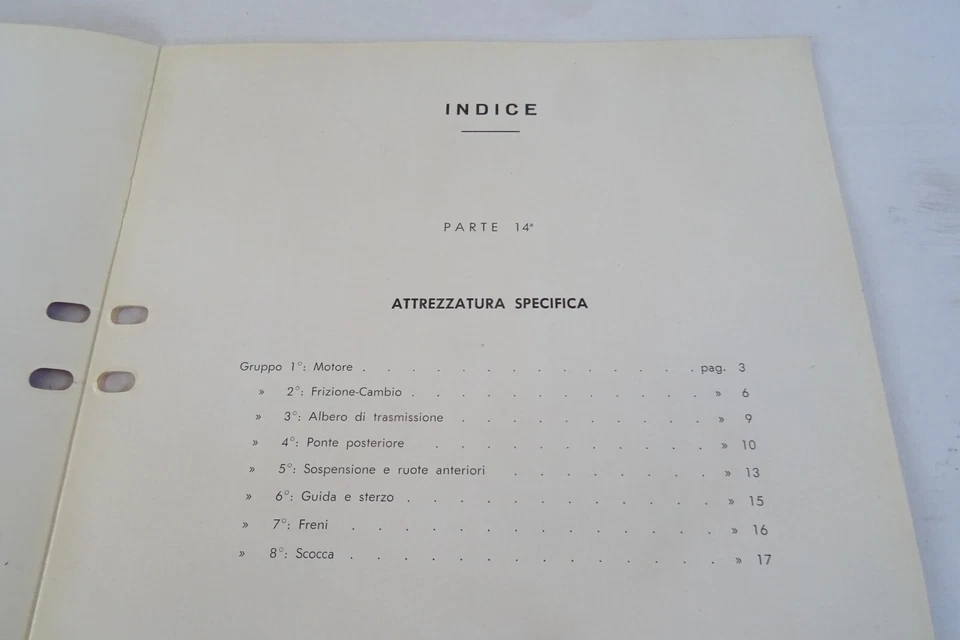 INDICE
PARTE 14ª
ATTREZZATURA SPECIFICA
Gruppo 1°: Motore . . . . . . . . . . . . . . pag. 3
» 2°: Frizione-Cambio . . . . . . . . . . . . » 6
» 3°: Albero di trasmissione . . . . . . . . . . » 9
» 4°: Ponte posteriore . . . . . . . . . . . » 10
» 5°: Sospensione e ruote anteriori . . . . . . . . » 13
» 6°: Guida e sterzo . . . . . . . . . . . . » 15
» 7°: Freni . . . . . . . . . . . . . . » 16
» 8°: Scocca . . . . . . . . . . . . . . » 17